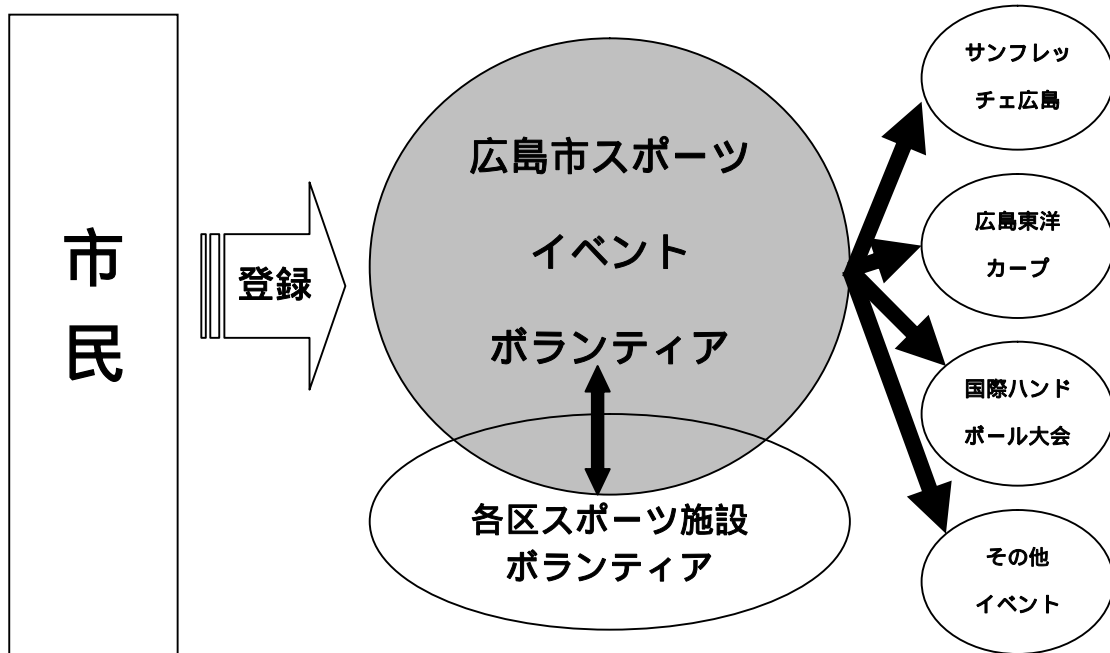 市
民
登録
広島市スポーツ
イベント
ボランティア
各区スポーツ施設
ボランティア
サンフレッ
チェ広島
広島東洋
カープ
国際ハンド
ボール大会
その他
イベント